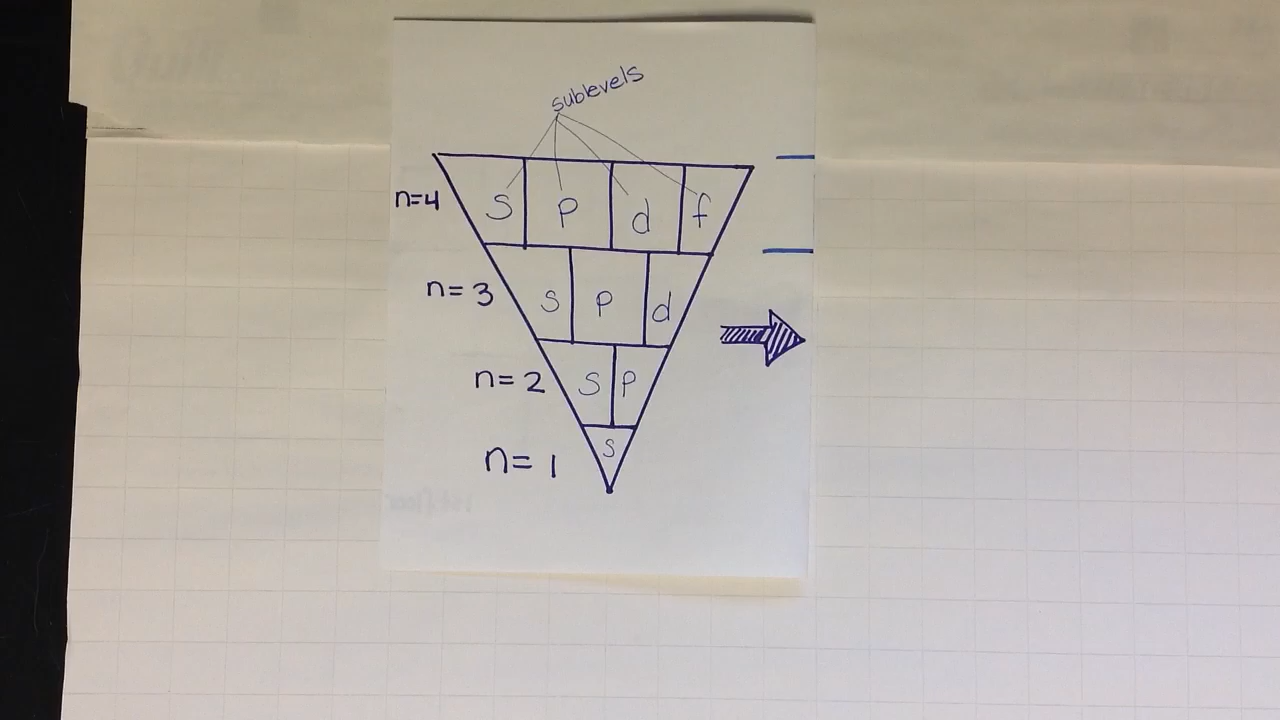 sublevels
n=4 S P d f
n=3 S P d
n=2 S P
n=1 S